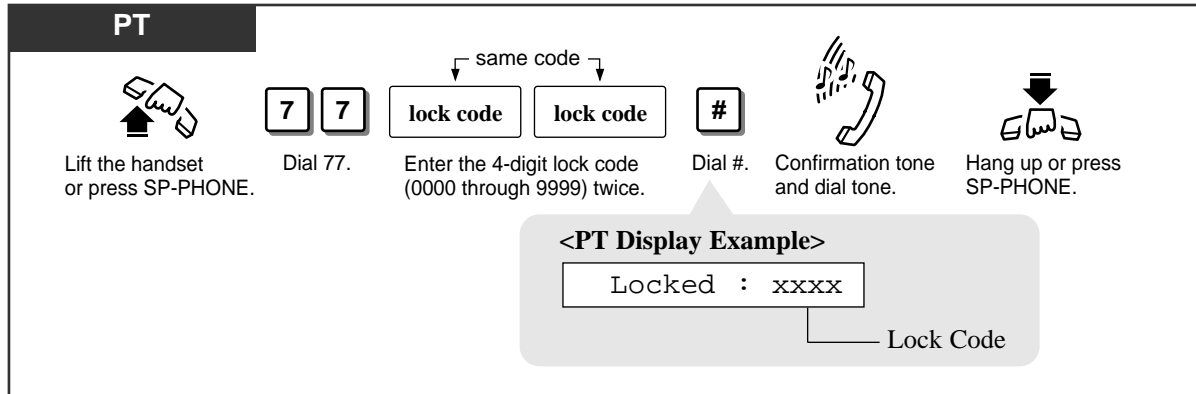 PT
same code
7 7 lock code lock code #
Lift the handset
or press SP-PHONE.
Dial 77.
Enter the 4-digit lock code
(0000 through 9999) twice.
Dial #.
Confirmation tone
and dial tone.
Hang up or press
SP-PHONE.
<PT Display Example>
Locked : xxxx
Lock Code